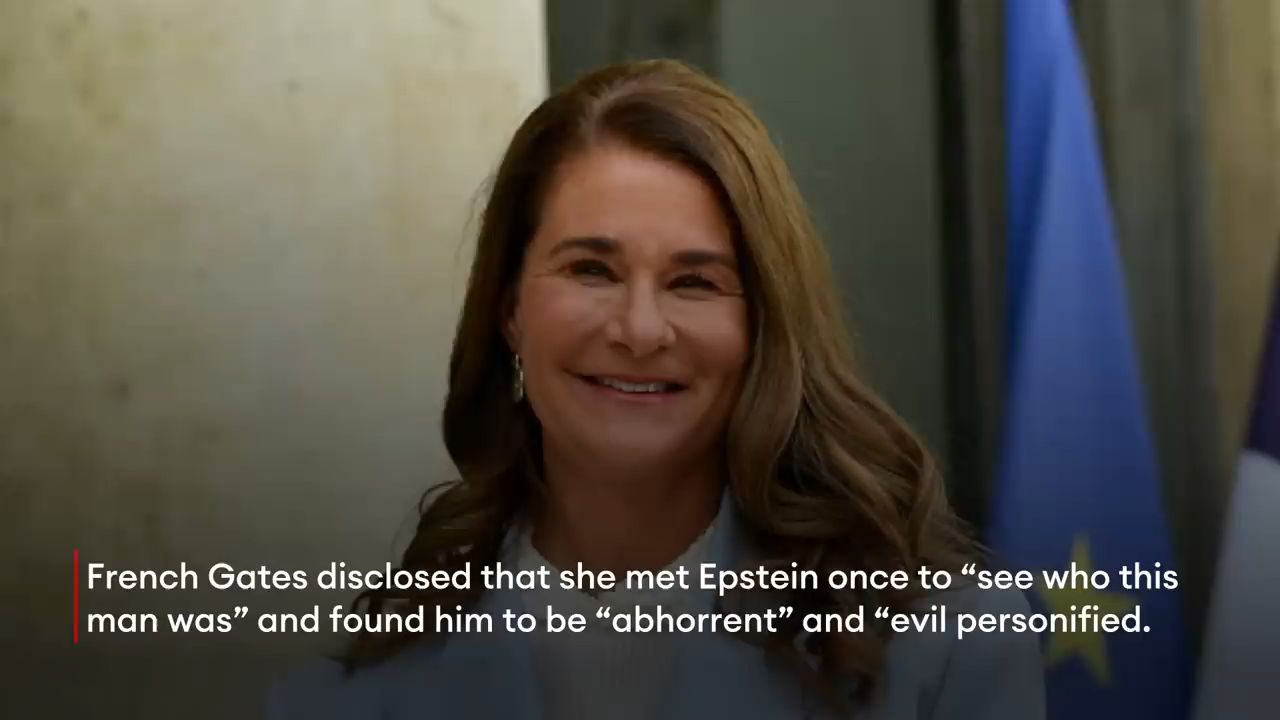 French Gates disclosed that she met Epstein once to “see who this
man was” and found him to be “abhorrent” and “evil personified.